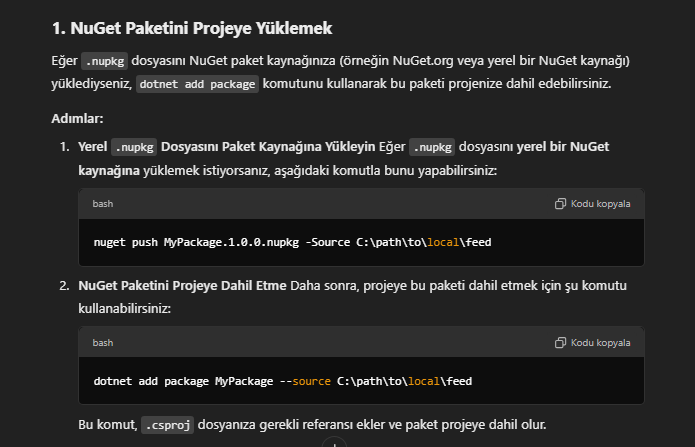 1. NuGet Paketini Projeye Yüklemek
Eğer .nupkg dosyasını NuGet paket kaynağınıza (örneğin NuGet.org veya yerel bir NuGet kaynağı)
yüklediyseniz, dotnet add package komutunu kullanarak bu paketi projenize dahil edebilirsiniz.
Adımlar:
1. Yerel .nupkg Dosyasını Paket Kaynağına Yükleyin Eğer .nupkg dosyasını yerel bir NuGet
kaynağına yüklemek istiyorsanız, aşağıdaki komutla bunu yapabilirsiniz:
bash Kodu kopyala
nuget push MyPackage.1.0.0.nupkg -Source C:\path\to\local\feed
2. NuGet Paketini Projeye Dahil Etme Daha sonra, projeye bu paketi dahil etmek için şu komutu
kullanabilirsiniz:
bash Kodu kopyala
dotnet add package MyPackage --source C:\path\to\local\feed
Bu komut, .csproj dosyanıza gerekli referansı ekler ve paket projeye dahil olur.